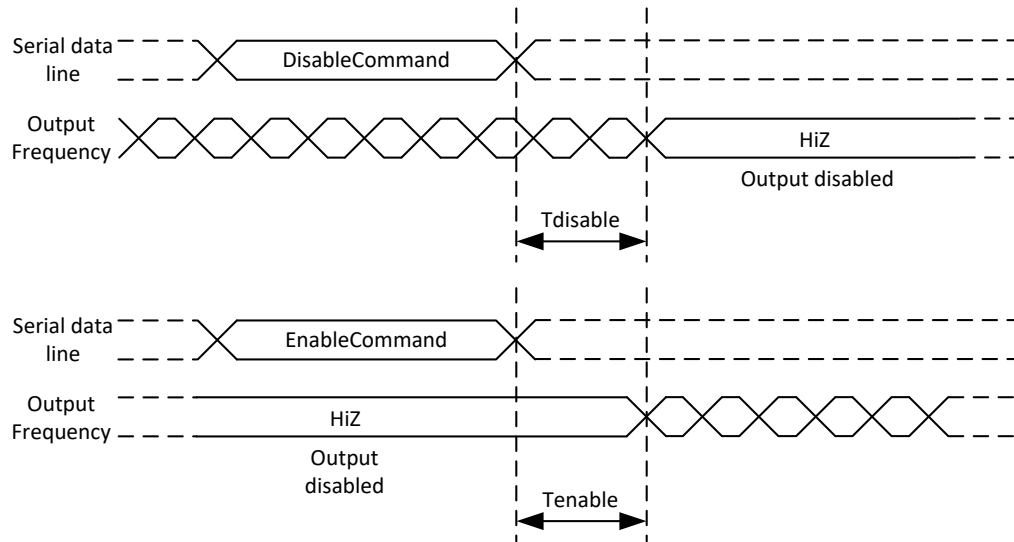 Serial data
line
DisableCommand
Output
Frequency
HiZ
Output disabled
Tdisable
Serial data
line
EnableCommand
Output
Frequency
HiZ
Output
disabled
Tenable